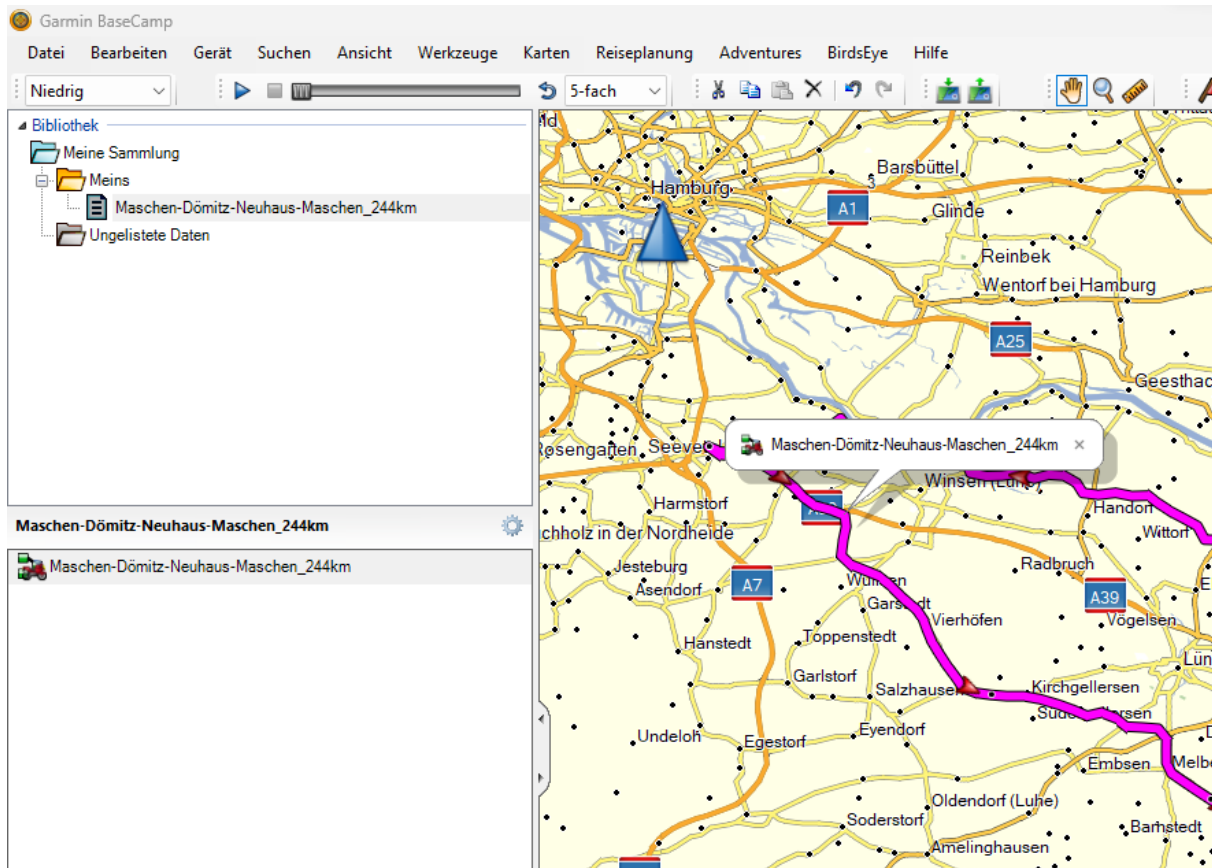 Garmin BaseCamp
Datei Bearbeiten Gerät Suchen Ansicht Werkzeuge Karten Reiseplanung Adventures BirdsEye Hilfe
Niedrig 5-fach
Bibliothek
Meine Sammlung
Meins
Maschen-Dömitz-Neuhaus-Maschen_244km
Ungelistete Daten
Maschen-Dömitz-Neuhaus-Maschen_244km
Maschen-Dömitz-Neuhaus-Maschen_244km
Barsbüttel
Hamburg
3
A1
Glinde
Reinbek
Wentorf bei Hamburg
A25
Geesthac
Maschen-Dömitz-Neuhaus-Maschen_244km
Rosengarten
Seeve
Winsen (Luhe)
Harmstorf
Handorf
chholz in der Nordheide
Wittorf
Jesteburg
Radbruch
A7
Asendorf
A39
Garstedt
Vierhöfen
Vögelsen
Toppenstedt
Hanstedt
Lün
Garlstorf
Salzhausen
Kirchgellersen
Undeloh
Egestorf
Eyendorf
Embsen
Melbe
Oldendorf (Luhe)
Soderstorf
Barnstedt
Amelinghausen